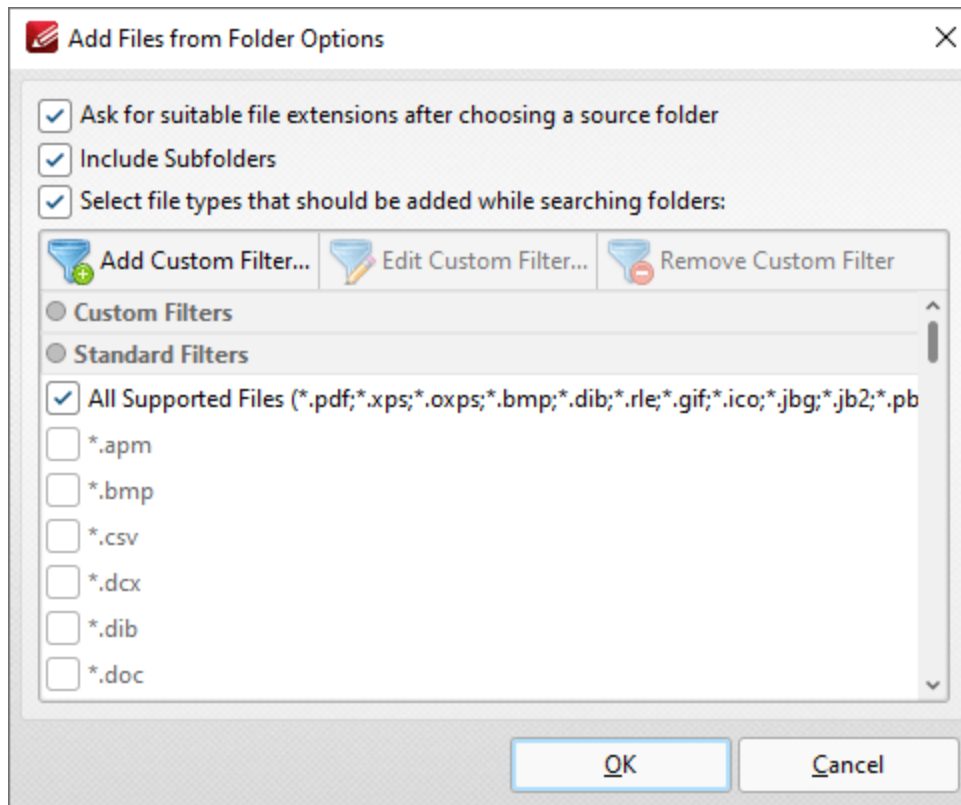 Add Files from Folder Options
Ask for suitable file extensions after choosing a source folder
Include Subfolders
Select file types that should be added while searching folders:
Add Custom Filter... Edit Custom Filter... Remove Custom Filter
Custom Filters
Standard Filters
All Supported Files (*.pdf;*.xps;*.oxps;*.bmp;*.dib;*.rle;*.gif;*.ico;*.jbg;*.jb2;*.pb
*.apm
*.bmp
*.csv
*.dcx
*.dib
*.doc
OK Cancel